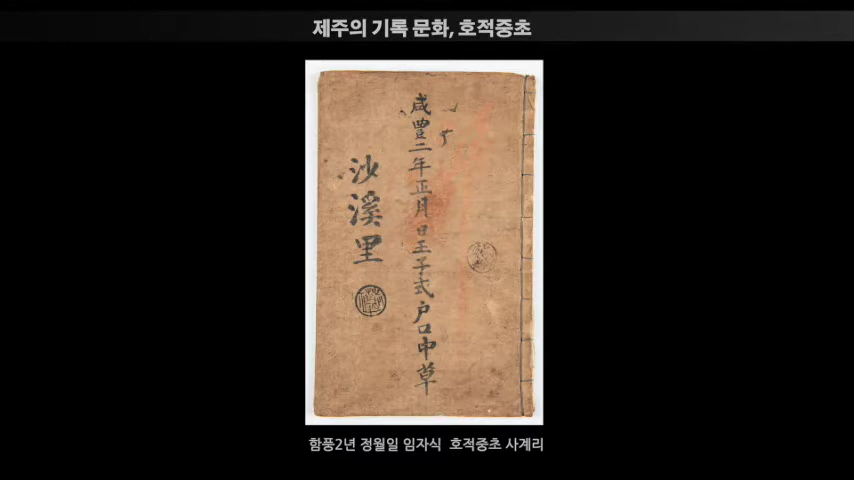 제주의 기록 문화, 호적중초
咸豊二年正月日壬子式戶口中草
沙溪里
함풍2년 정월일 임자식 호적중초 사계리